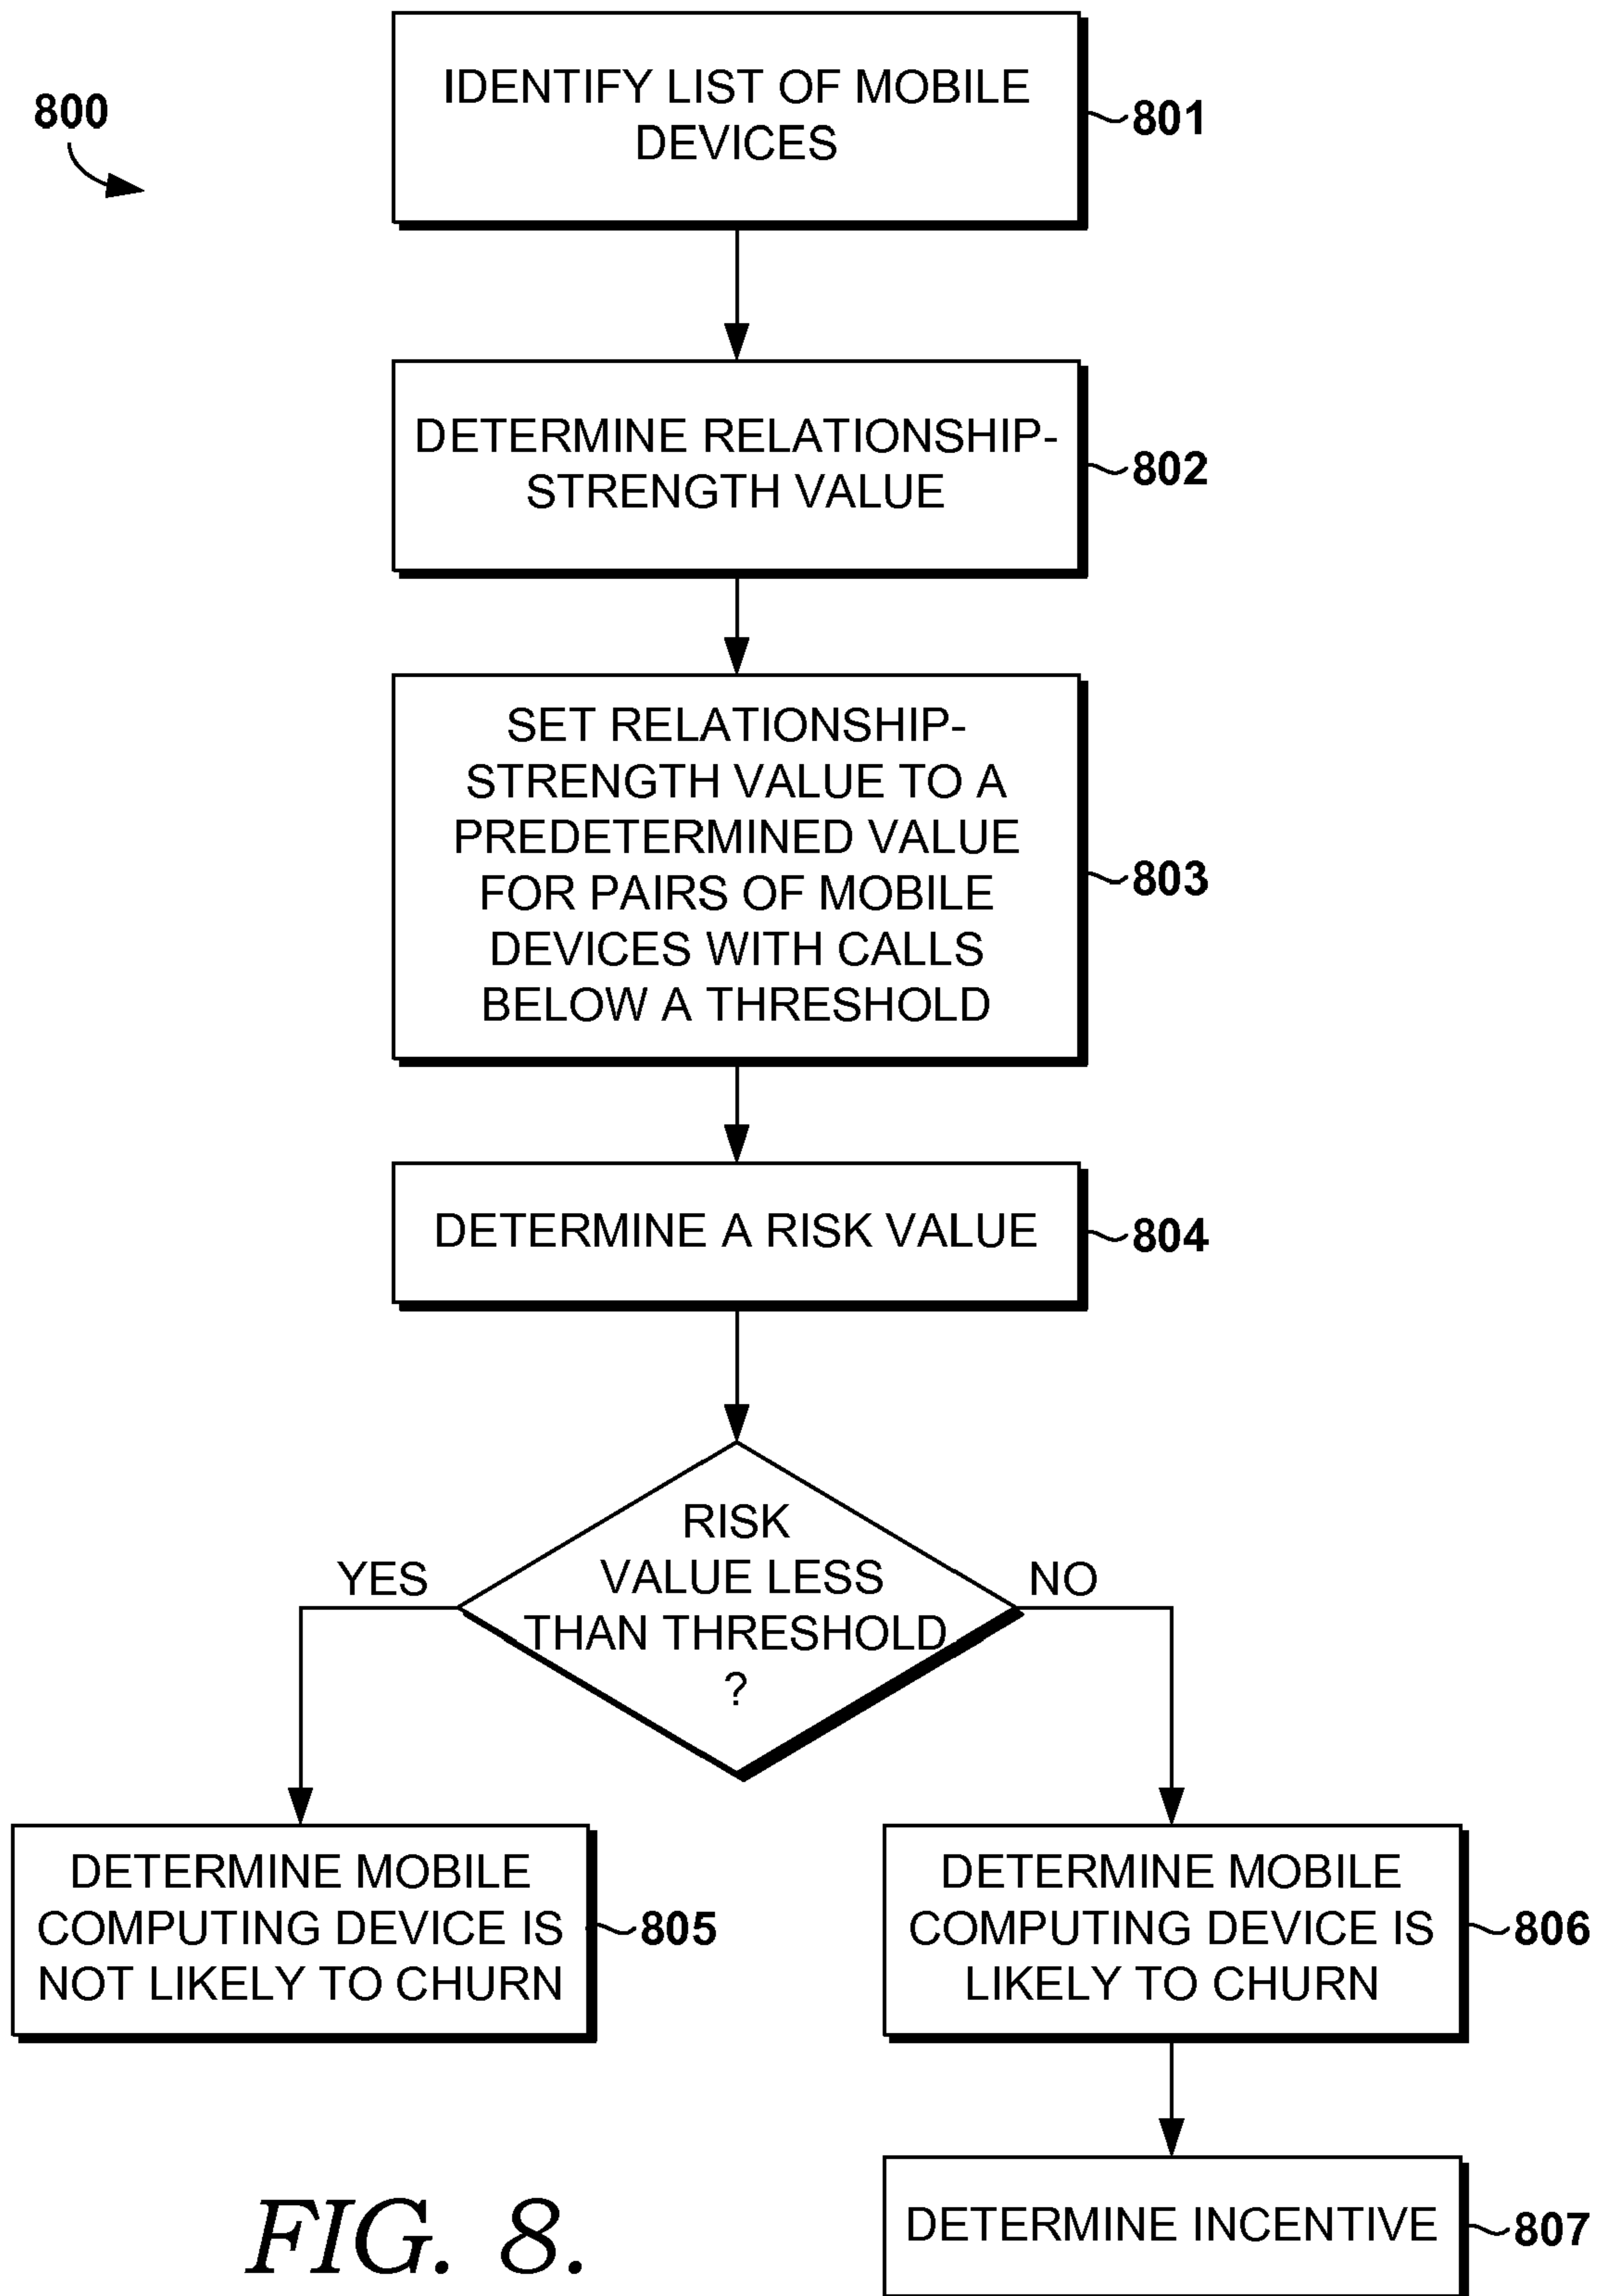 800
IDENTIFY LIST OF MOBILE
DEVICES
801
DETERMINE RELATIONSHIP-
STRENGTH VALUE
802
SET RELATIONSHIP-
STRENGTH VALUE TO A
PREDETERMINED VALUE
FOR PAIRS OF MOBILE
DEVICES WITH CALLS
BELOW A THRESHOLD
803
DETERMINE A RISK VALUE
804
RISK
VALUE LESS
THAN THRESHOLD
?
YES
NO
DETERMINE MOBILE
COMPUTING DEVICE IS
NOT LIKELY TO CHURN
805
DETERMINE MOBILE
COMPUTING DEVICE IS
LIKELY TO CHURN
806
DETERMINE INCENTIVE
807
FIG. 8.